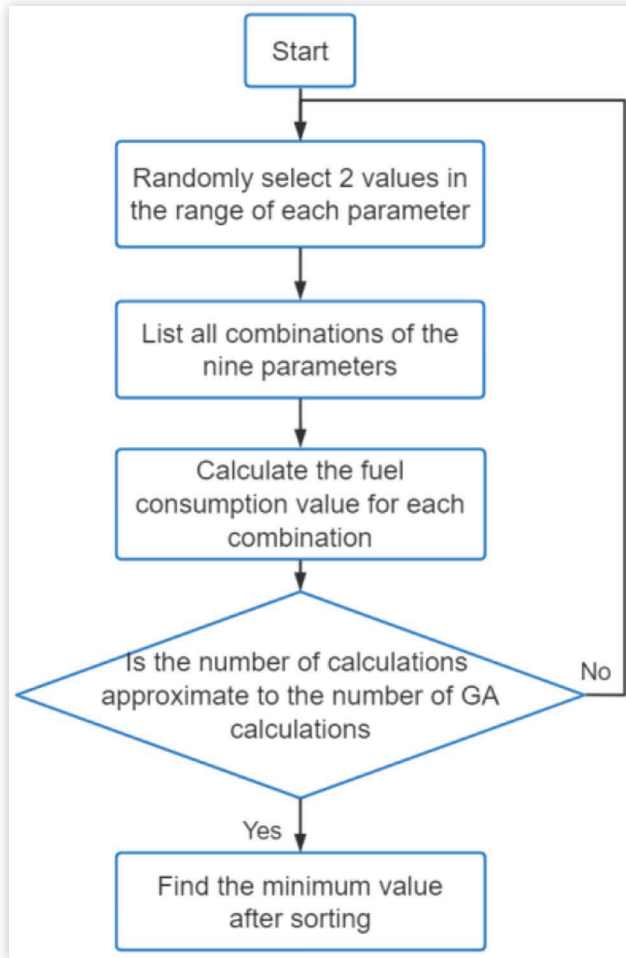 Start
Randomly select 2 values in
the range of each parameter
List all combinations of the
nine parameters
Calculate the fuel
consumption value for each
combination
Is the number of calculations
approximate to the number of GA
calculations
No
Yes
Find the minimum value
after sorting